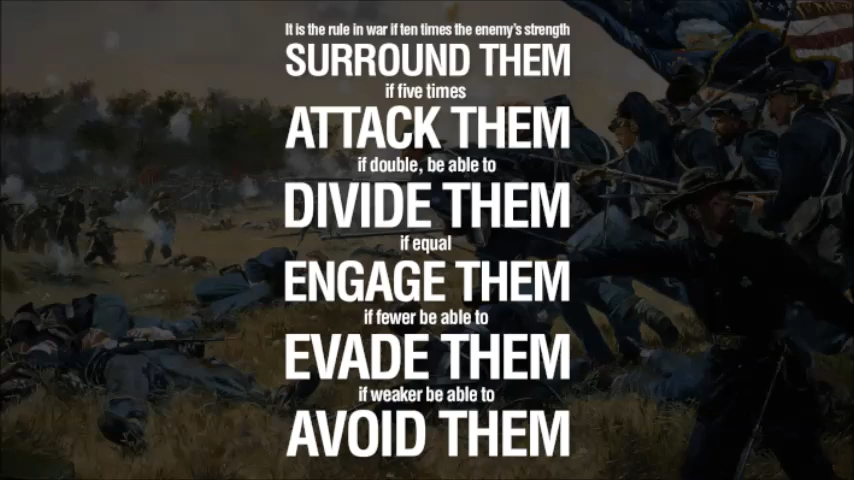 It is the rule in war if ten times the enemy's strength
SURROUND THEM
if five times
ATTACK THEM
if double, be able to
DIVIDE THEM
if equal
ENGAGE THEM
if fewer be able to
EVADE THEM
if weaker be able to
AVOID THEM